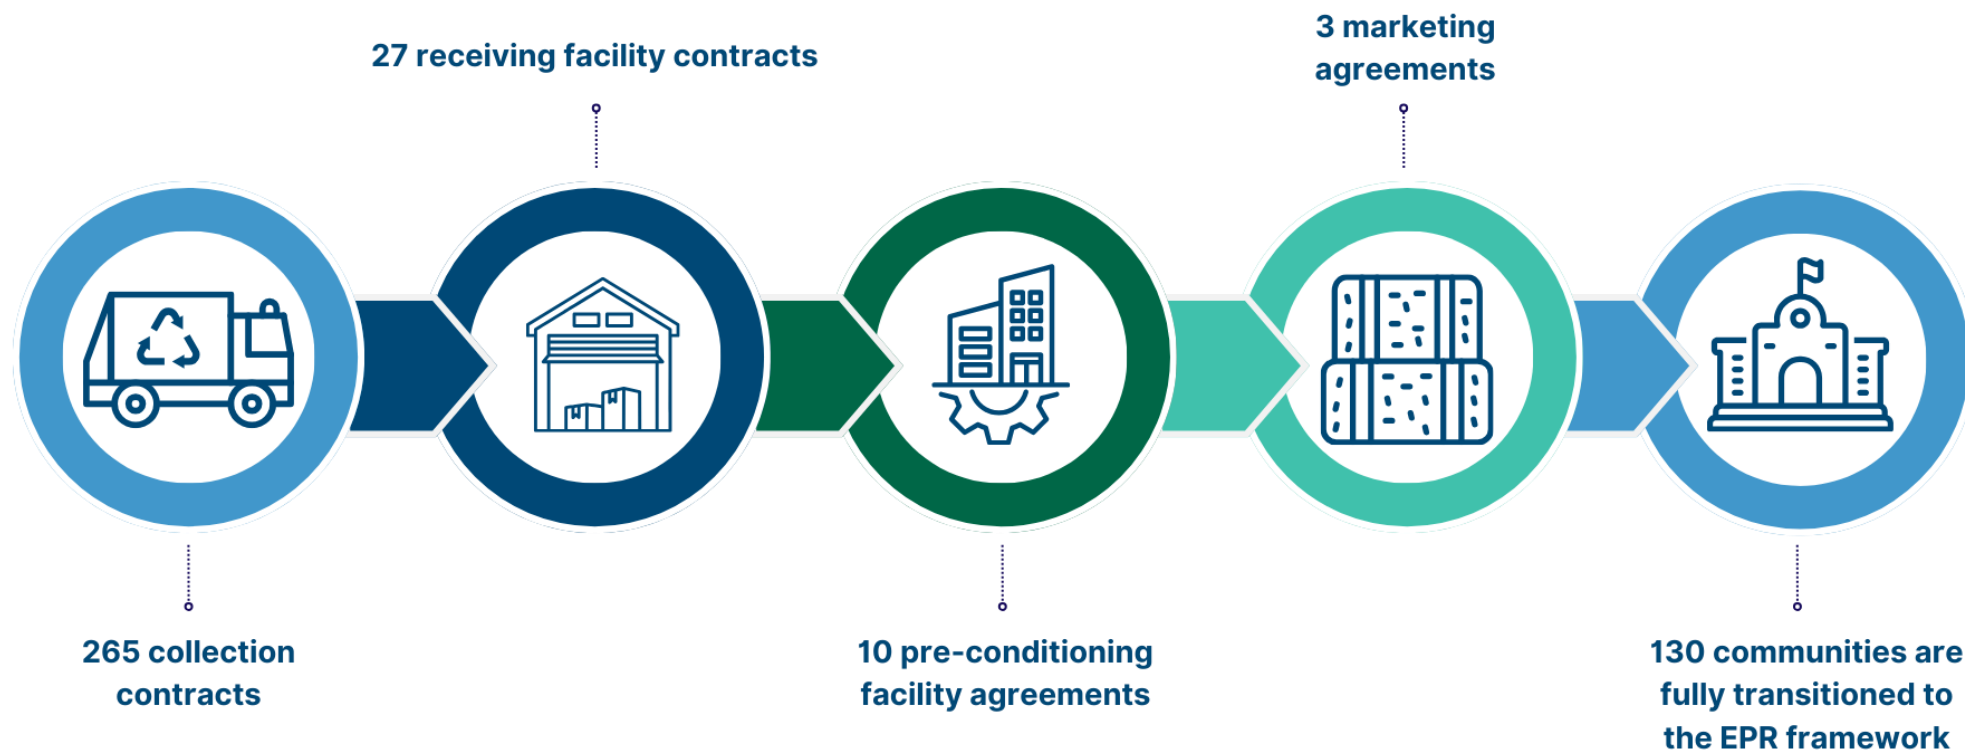 265 collection
contracts
27 receiving facility contracts
10 pre-conditioning
facility agreements
3 marketing
agreements
130 communities are
fully transitioned to
the EPR framework